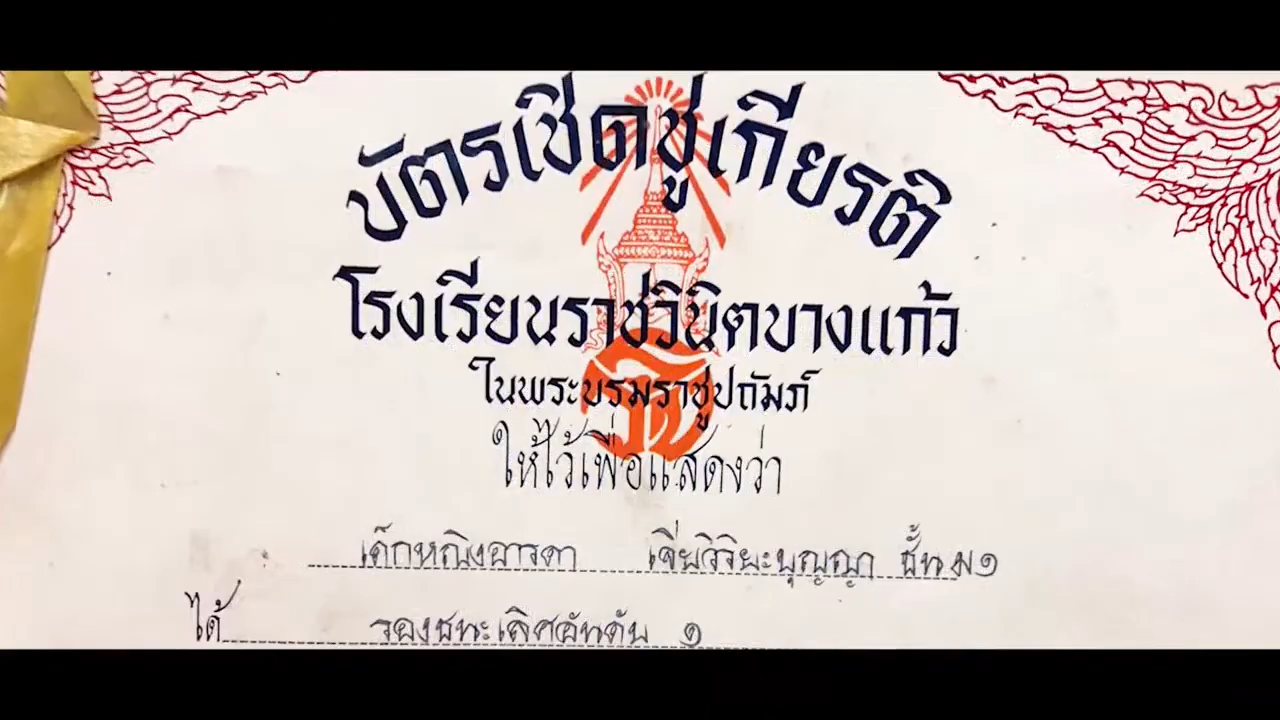 บัตรเชิดชูเกียรติ
โรงเรียนราชวินิตบางแก้ว
ในพระบรมราชูปถัมภ์
ให้ไว้เพื่อแสดงว่า
เด็กหญิงอารดา เจียวิริยะบุญญา ชั้น ม๑
ได้ รองชนะเลิศอันดับ ๑